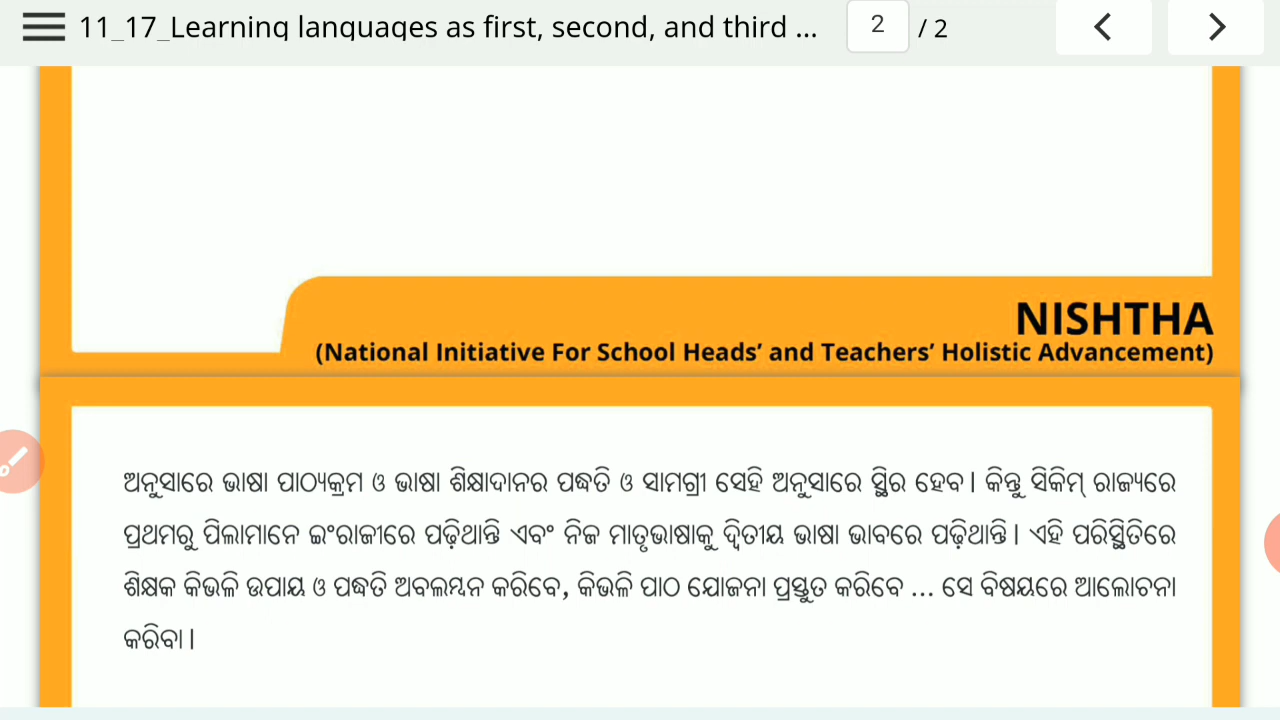 11_17_Learning languages as first, second, and third ...
2 / 2
NISHTHA
(National Initiative For School Heads’ and Teachers’ Holistic Advancement)
ଅନୁସାରେ ଭାଷା ପାଠ୍ୟକ୍ରମ ଓ ଭାଷା ଶିକ୍ଷାଦାନର ପଦ୍ଧତି ଓ ସାମଗ୍ରୀ ସେହି ଅନୁସାରେ ସ୍ଥିର ହେବ । କିନ୍ତୁ ସିକିମ୍ ରାଜ୍ୟରେ
ପ୍ରଥମରୁ ପିଲାମାନେ ଇଂରାଜୀରେ ପଢ଼ିଥାନ୍ତି ଏବଂ ନିଜ ମାତୃଭାଷାକୁ ଦ୍ୱିତୀୟ ଭାଷା ଭାବରେ ପଢ଼ିଥାନ୍ତି । ଏହି ପରିସ୍ଥିତିରେ
ଶିକ୍ଷକ କିଭଳି ଉପାୟ ଓ ପଦ୍ଧତି ଅବଲମ୍ବନ କରିବେ, କିଭଳି ପାଠ ଯୋଜନା ପ୍ରସ୍ତୁତ କରିବେ ... ସେ ବିଷୟରେ ଆଲୋଚନା
କରିବା ।